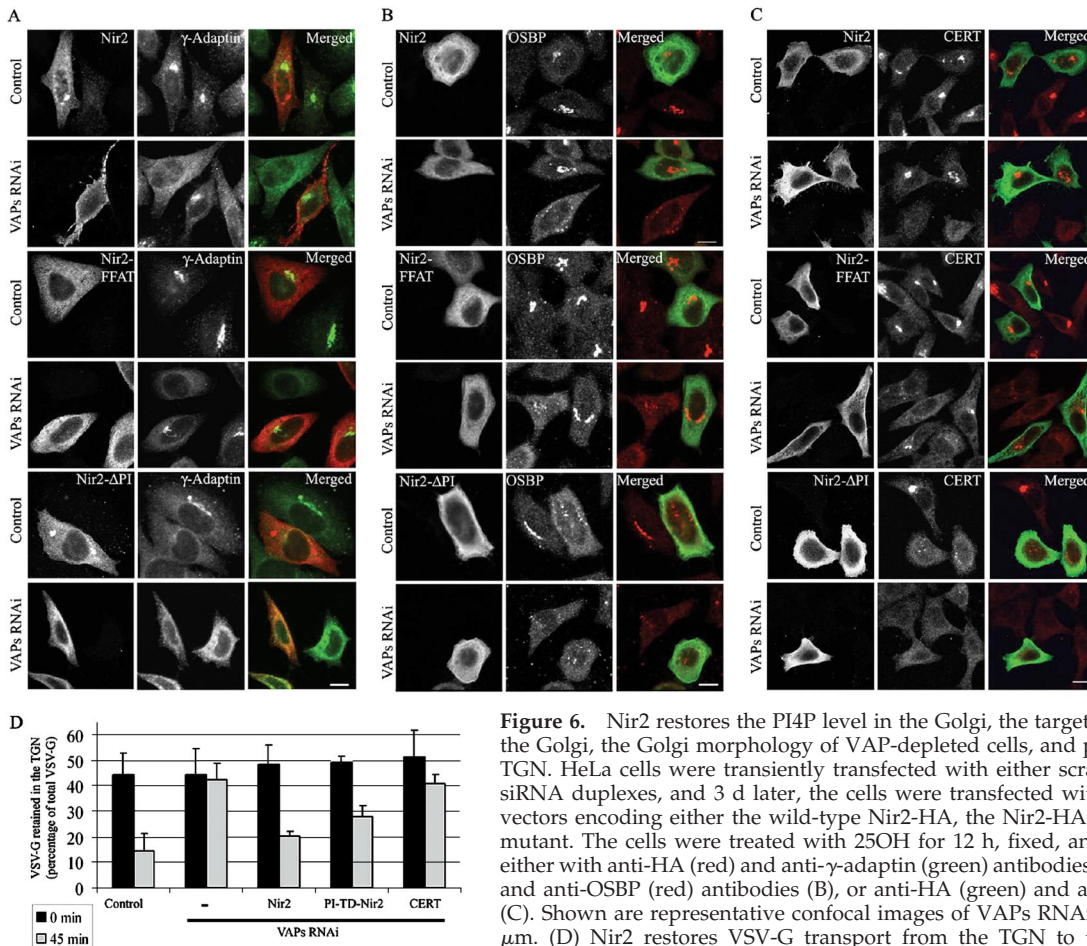 A
B
C
Nir2 γ-Adaptin Merged
Control
VAPs RNAi
Nir2-FFAT γ-Adaptin Merged
Control
VAPs RNAi
Nir2-ΔPI γ-Adaptin Merged
Control
VAPs RNAi
Nir2 OSBP Merged
Control
VAPs RNAi
Nir2-FFAT OSBP Merged
Control
VAPs RNAi
Nir2-ΔPI OSBP Merged
Control
VAPs RNAi
Nir2 CERT Merged
Control
VAPs RNAi
Nir2-FFAT CERT Merged
Control
VAPs RNAi
Nir2-ΔPI CERT Merged
Control
VAPs RNAi
D
VSV-G retained in the TGN
(percentage of total VSV-G)
60
50
40
30
20
10
0
Control - Nir2 PI-TD-Nir2 CERT
VAPs RNAi
0 min
45 min
Figure 6. Nir2 restores the PI4P level in the Golgi, the target
the Golgi, the Golgi morphology of VAP-depleted cells, and
TGN. HeLa cells were transiently transfected with either
siRNA duplexes, and 3 d later, the cells were transfected
vectors encoding either the wild-type Nir2-HA, the Nir2-HA
mutant. The cells were treated with 25OH for 12 h, fixed,
either with anti-HA (red) and anti-γ-adaptin (green) antibodies
and anti-OSBP (red) antibodies (B), or anti-HA (green) and
(C). Shown are representative confocal images of VAPs RNAi
μm. (D) Nir2 restores VSV-G transport from the TGN to